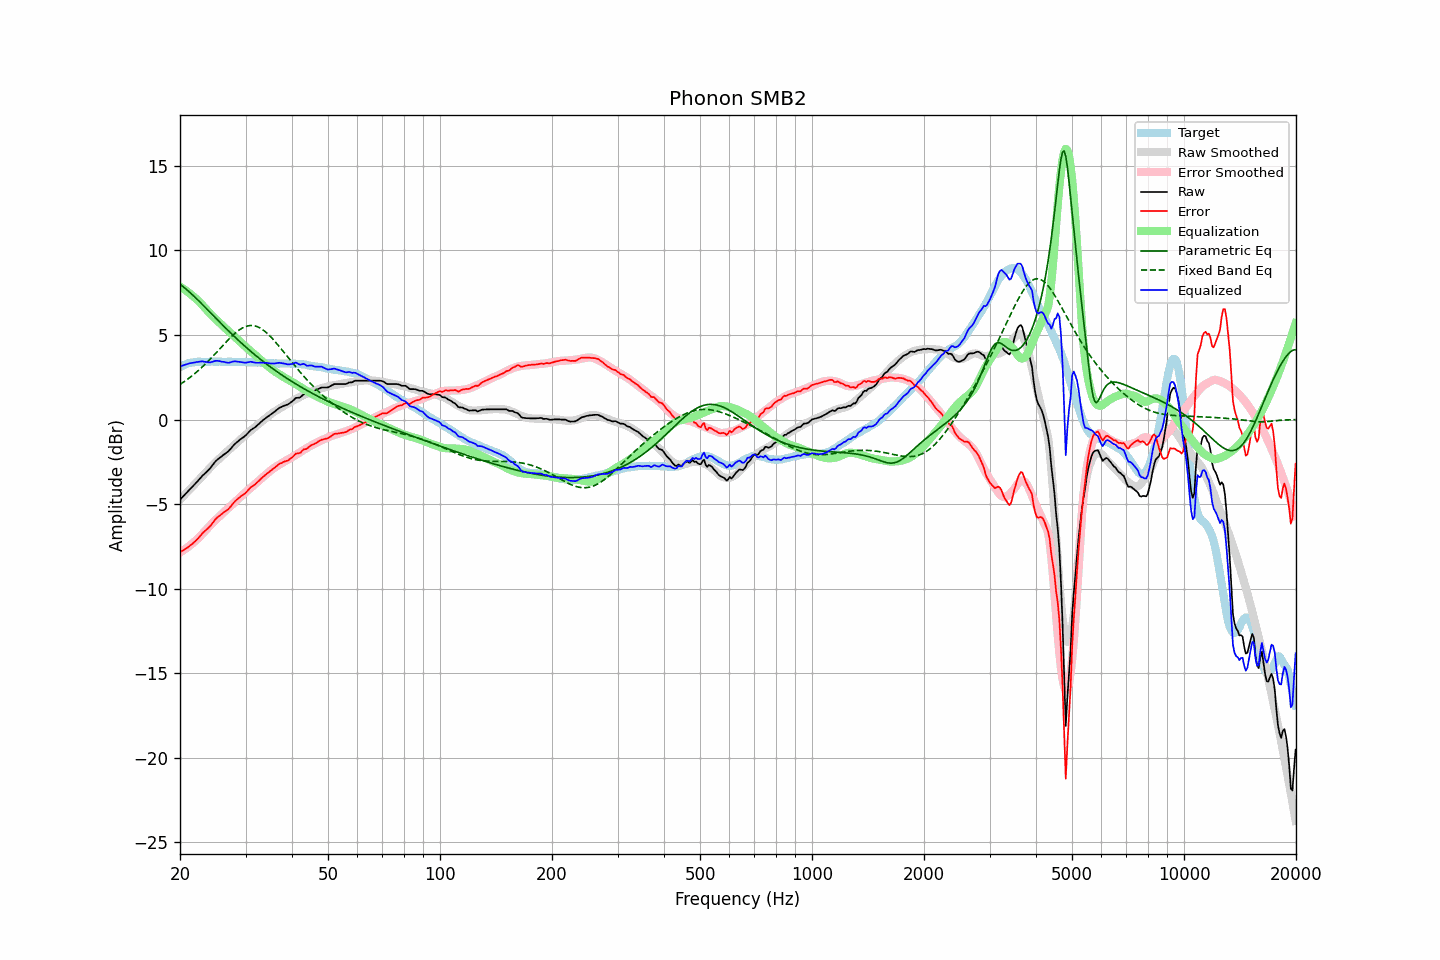 Phonon SMB2
Target
Raw Smoothed
Error Smoothed
Raw
Error
Equalization
Parametric Eq
Fixed Band Eq
Equalized
Amplitude (dBr)
15
10
5
0
−5
−10
−15
−20
−25
20 50 100 200 500 1000 2000 5000 10000 20000
Frequency (Hz)